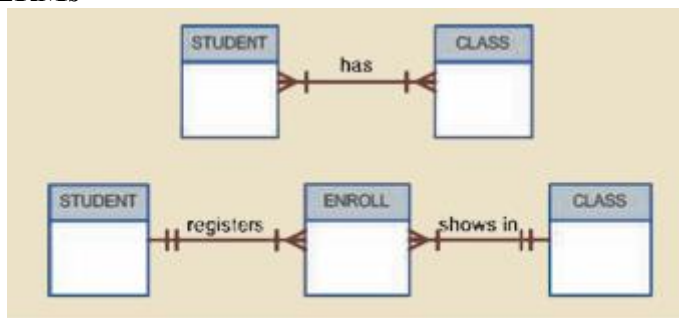 STUDENT
CLASS
has
STUDENT
ENROLL
CLASS
registers
shows in